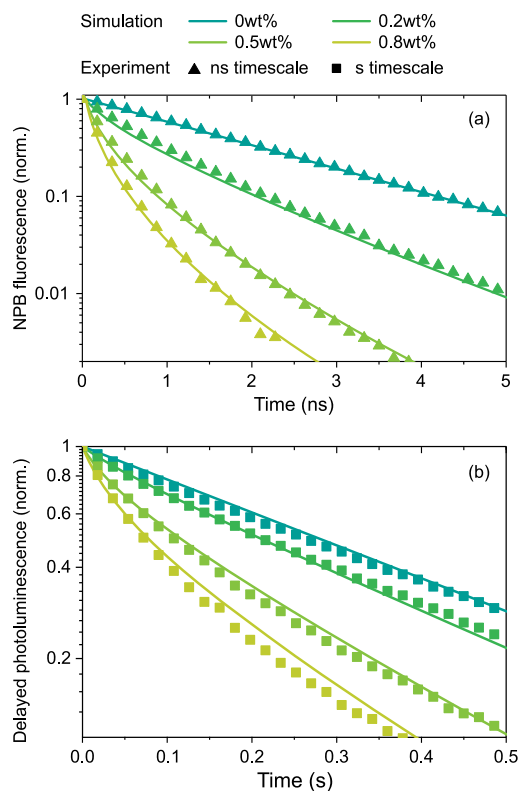 Simulation 0wt% 0.2wt%
0.5wt% 0.8wt%
Experiment ns timescale s timescale
1
(a)
0.1
0.01
NPB fluorescence (norm.)
0 1 2 3 4 5
Time (ns)
1
(b)
0.8
0.6
0.4
0.2
Delayed photoluminescence (norm.)
0.0 0.1 0.2 0.3 0.4 0.5
Time (s)